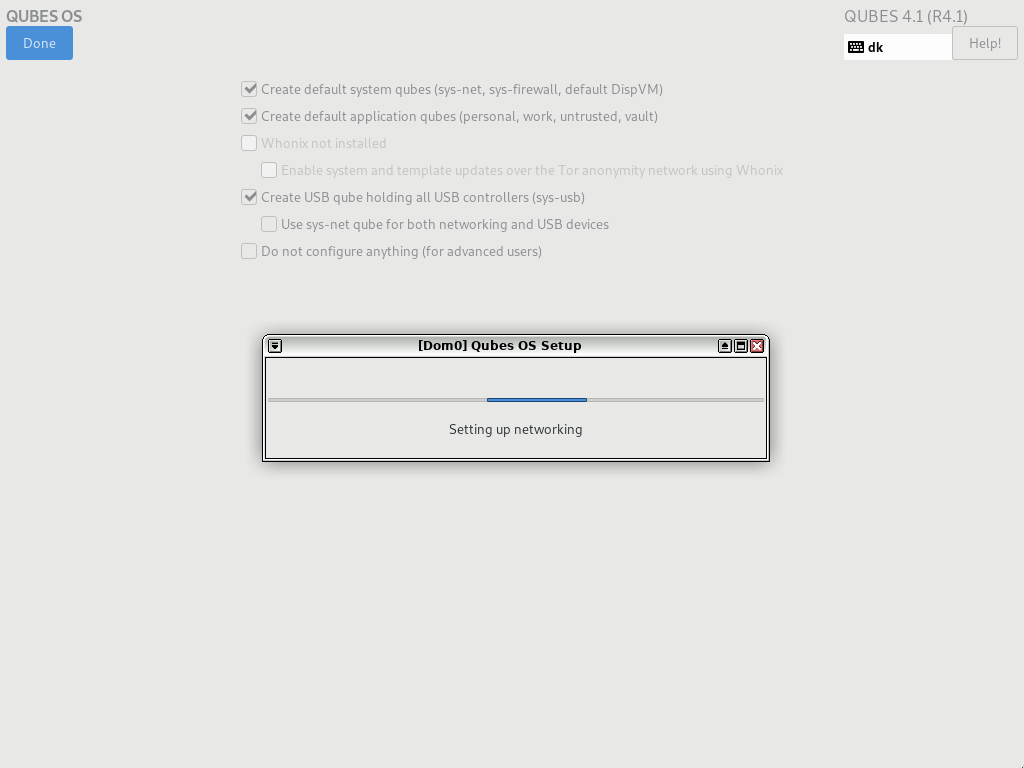 QUBES OS
QUBES 4.1 (R4.1)
Done
dk
Help!
Create default system qubes (sys-net, sys-firewall, default DispVM)
Create default application qubes (personal, work, untrusted, vault)
Whonix not installed
Enable system and template updates over the Tor anonymity network using Whonix
Create USB qube holding all USB controllers (sys-usb)
Use sys-net qube for both networking and USB devices
Do not configure anything (for advanced users)
[Dom0] Qubes OS Setup
Setting up networking